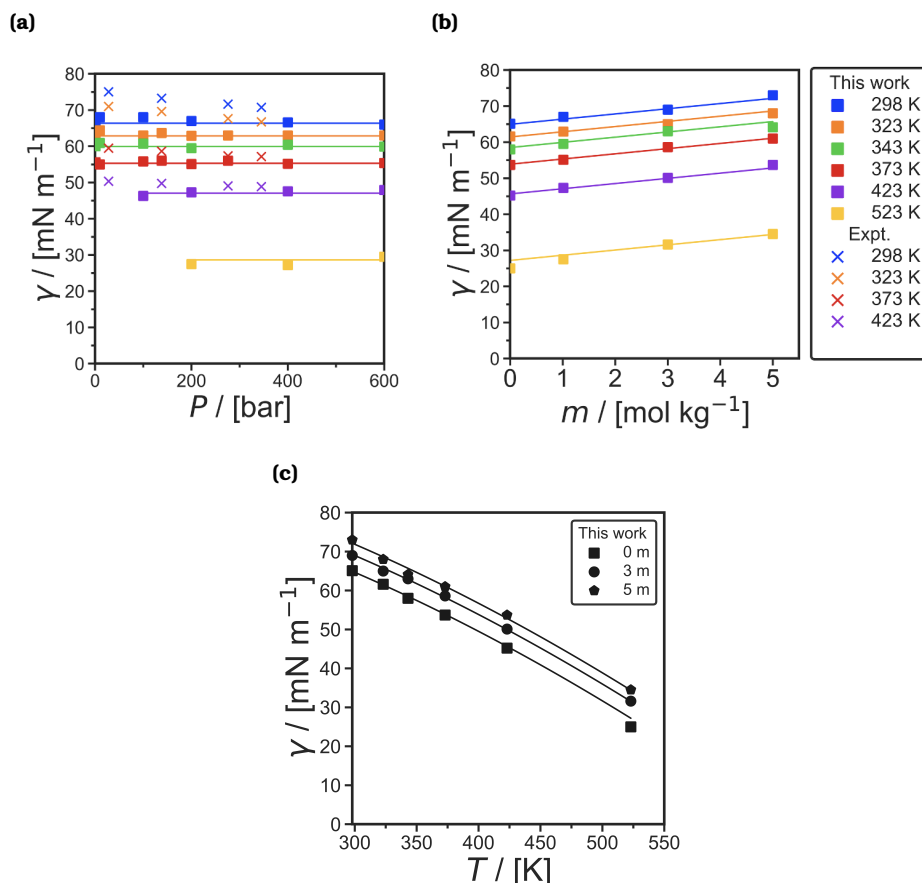 (a)
(b)
80
70
60
50
40
30
20
10
0
γ / [mN m⁻¹]
0
200
400
600
P / [bar]
80
70
60
50
40
30
20
10
0
γ / [mN m⁻¹]
0
1
2
3
4
5
m / [mol kg⁻¹]
This work
298 K
323 K
343 K
373 K
423 K
523 K
Expt.
298 K
323 K
373 K
423 K
(c)
80
70
60
50
40
30
20
10
0
γ / [mN m⁻¹]
300
350
400
450
500
550
T / [K]
This work
0 m
3 m
5 m